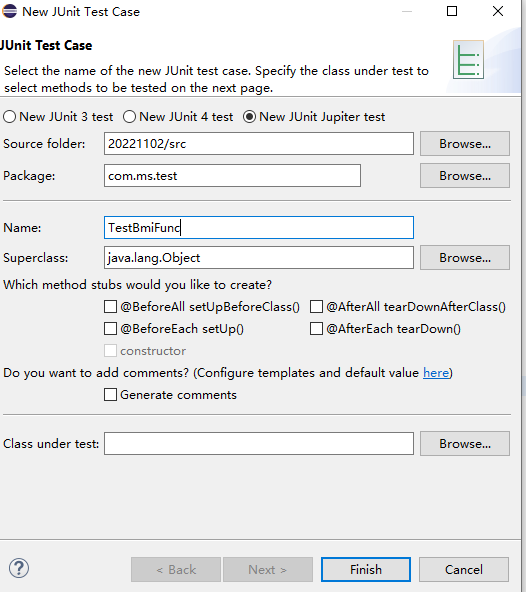 New JUnit Test Case
JUnit Test Case
Select the name of the new JUnit test case. Specify the class under test to
select methods to be tested on the next page.
New JUnit 3 test New JUnit 4 test New JUnit Jupiter test
Source folder: 20221102/src Browse...
Package: com.ms.test Browse...
Name: TestBmiFunc
Superclass: java.lang.Object Browse...
Which method stubs would you like to create?
@BeforeAll setUpBeforeClass() @AfterAll tearDownAfterClass()
@BeforeEach setUp() @AfterEach tearDown()
constructor
Do you want to add comments? (Configure templates and default value here)
Generate comments
Class under test: Browse...
? < Back Next > Finish Cancel